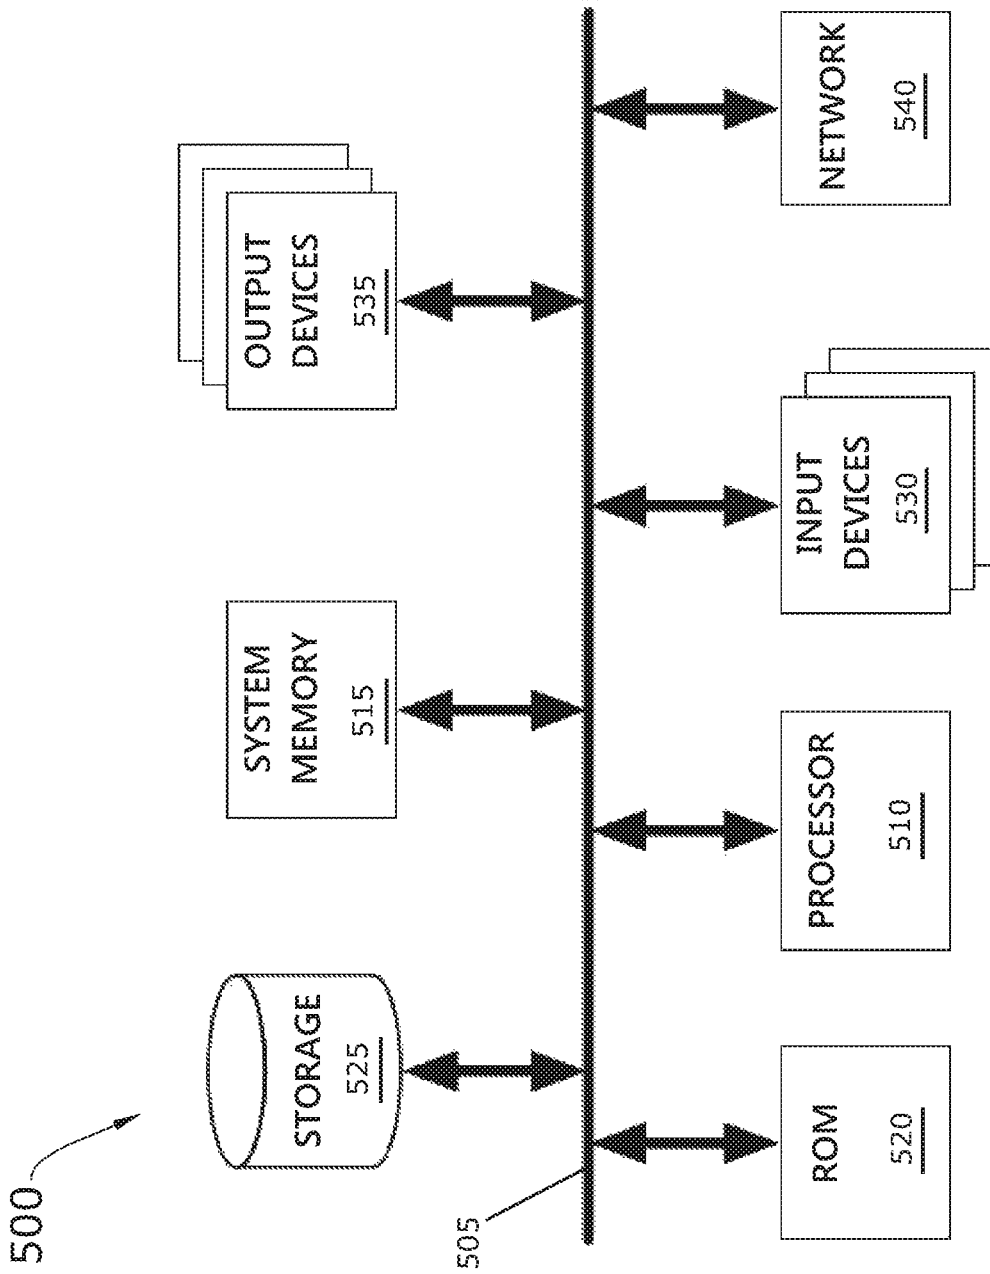 500
STORAGE
525
SYSTEM
MEMORY
515
OUTPUT
DEVICES
535
505
ROM
520
PROCESSOR
510
INPUT
DEVICES
530
NETWORK
540